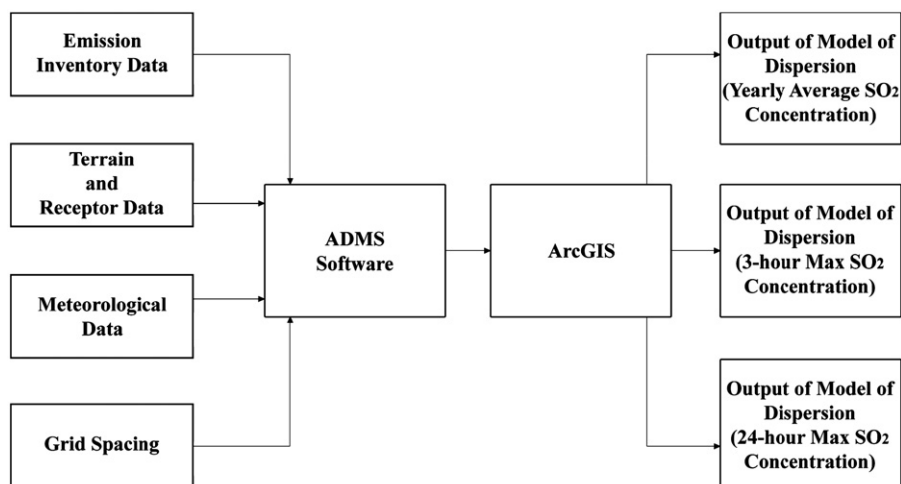 Emission
Inventory Data
Terrain
and
Receptor Data
Meteorological
Data
Grid Spacing
ADMS
Software
ArcGIS
Output of Model of
Dispersion
(Yearly Average SO₂
Concentration)
Output of Model of
Dispersion
(3-hour Max SO₂
Concentration)
Output of Model of
Dispersion
(24-hour Max SO₂
Concentration)